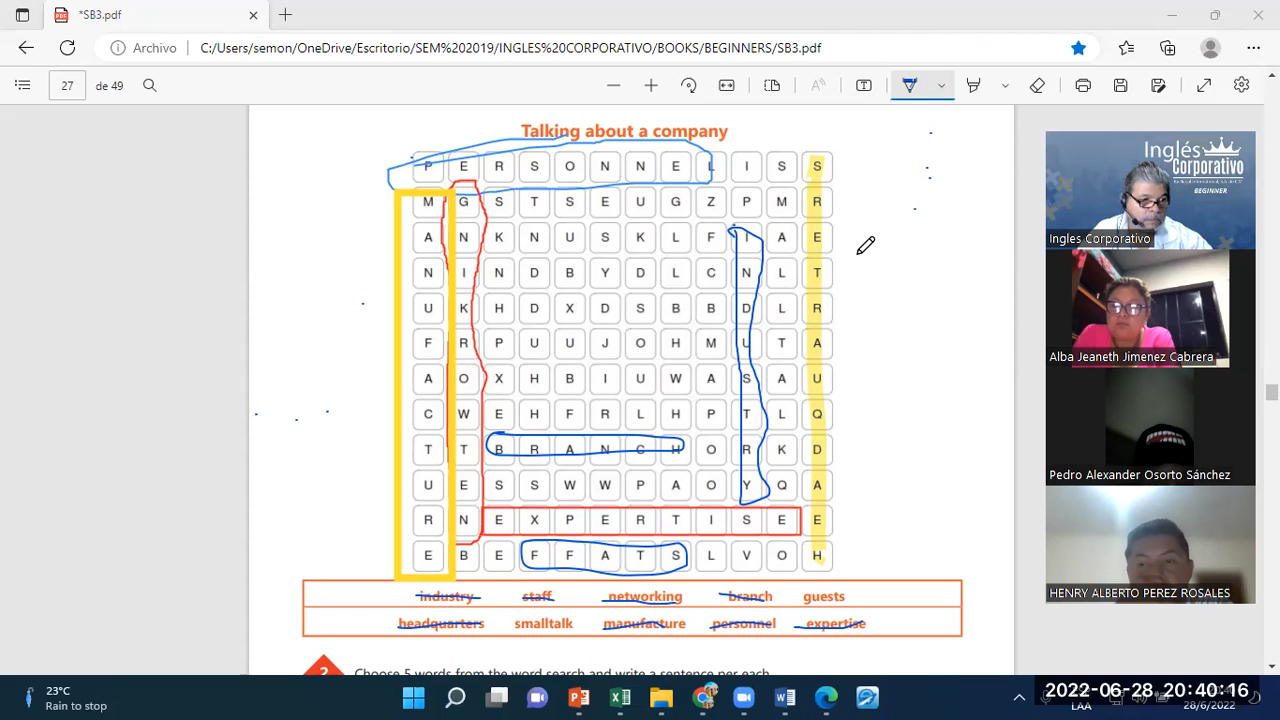 *SB3.pdf
Archivo C:/Users/semon/OneDrive/Escritorio/SEM%202019/INGLES%20CORPORATIVO/BOOKS/BEGINNERS/SB3.pdf
27 de 49
Talking about a company
P E R S O N N E L I S S
M G S T S E U G Z P M R
A N K N U S K L F I A E
N I N D B Y D L C N L T
U K H D X D S B B D L R
F R P U U J O H M U T A
A O X H B I U W A S A U
C W E H F R L H P T L Q
T T B R A N C H O R K D
U E S S W W P A O Y Q A
R N E X P E R T I S E E
E B E F F A T S L V O H
industry staff networking branch guests
headquarters smalltalk manufacture personnel expertise
2 Choose 5 words from the word search and write a sentence per each
Inglés
Corporativo
BEGINNER
Ingles Corporativo
Alba Jeaneth Jimenez Cabrera
Pedro Alexander Osorto Sánchez
HENRY ALBERTO PEREZ ROSALES
23°C
Rain to stop
LAA
28/6/2022
2022-06-28 20:40:16